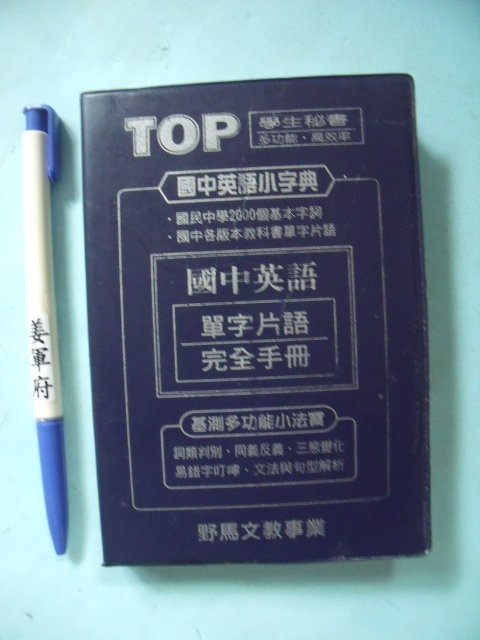 TOP
學生秘書
多功能・高效率
國中英語小字典
・國民中學2000個基本字詞
・國中各版本教科書單字片語
國中英語
單字片語
完全手冊
基測多功能小法寶
詞類判別、同義反義、三態變化
易錯字叮嚀、文法與句型解析
野馬文教事業
姜軍府